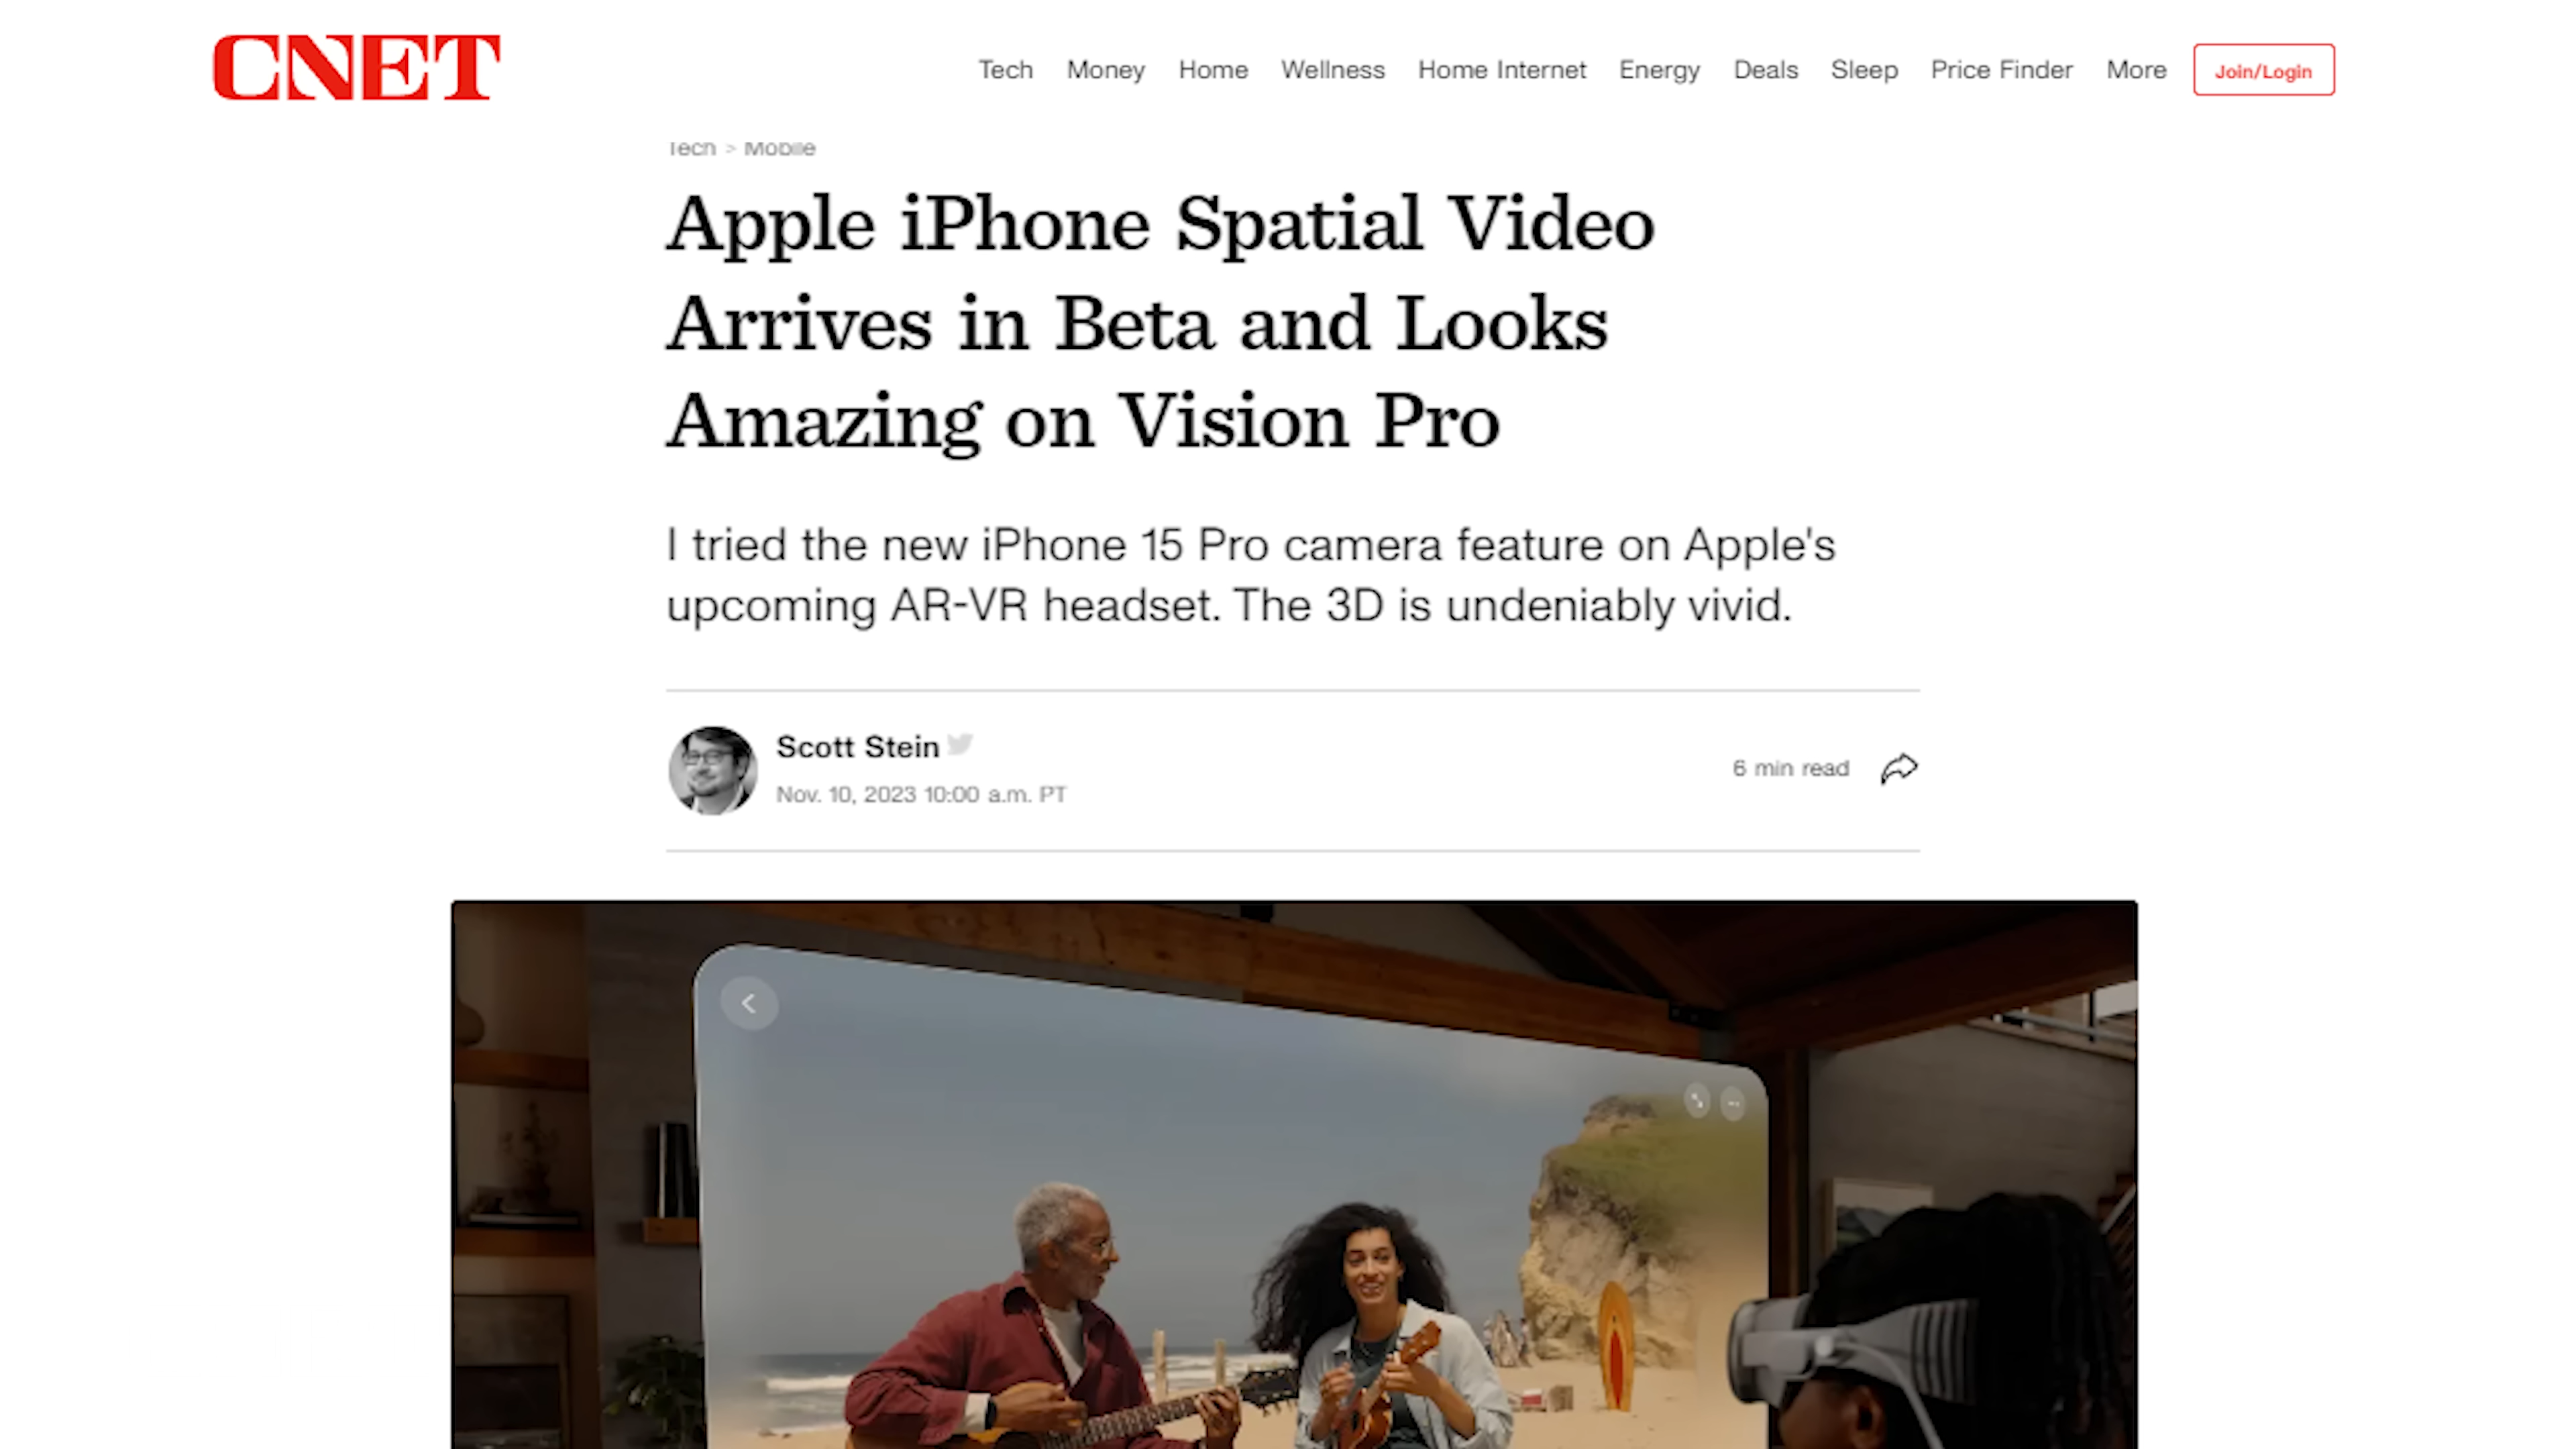 CNET
Tech Money Home Wellness Home Internet Energy Deals Sleep Price Finder More Join/Login
Tech > Mobile
Apple iPhone Spatial Video
Arrives in Beta and Looks
Amazing on Vision Pro
I tried the new iPhone 15 Pro camera feature on Apple's
upcoming AR-VR headset. The 3D is undeniably vivid.
Scott Stein
6 min read
Nov. 10, 2023 10:00 a.m. PT